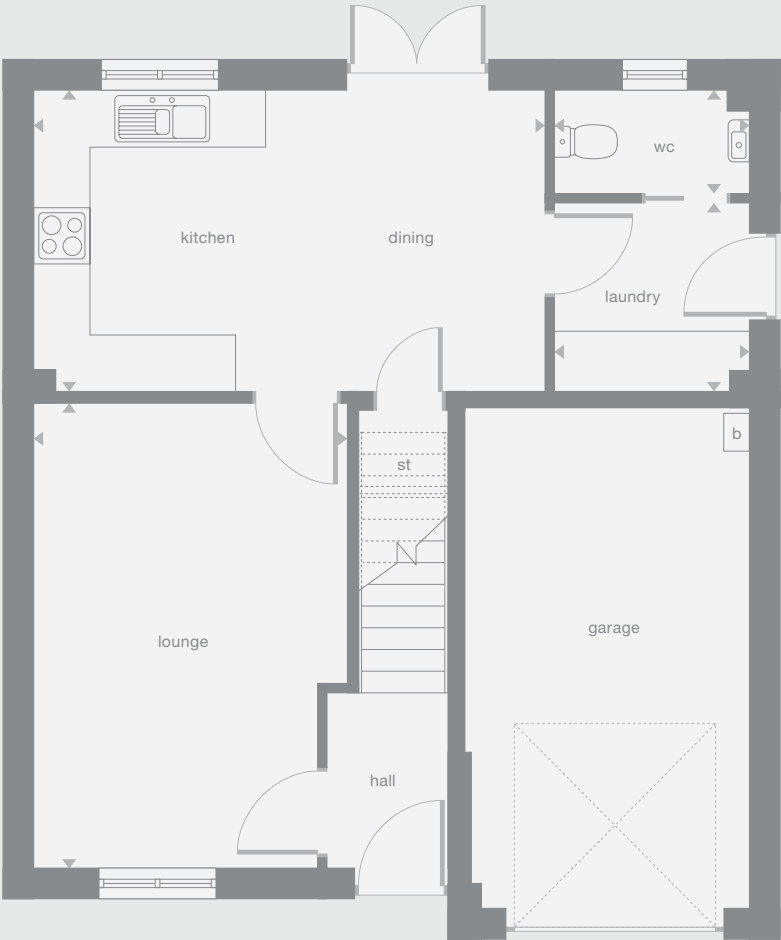 wc
kitchen
dining
laundry
b
st
garage
lounge
hall